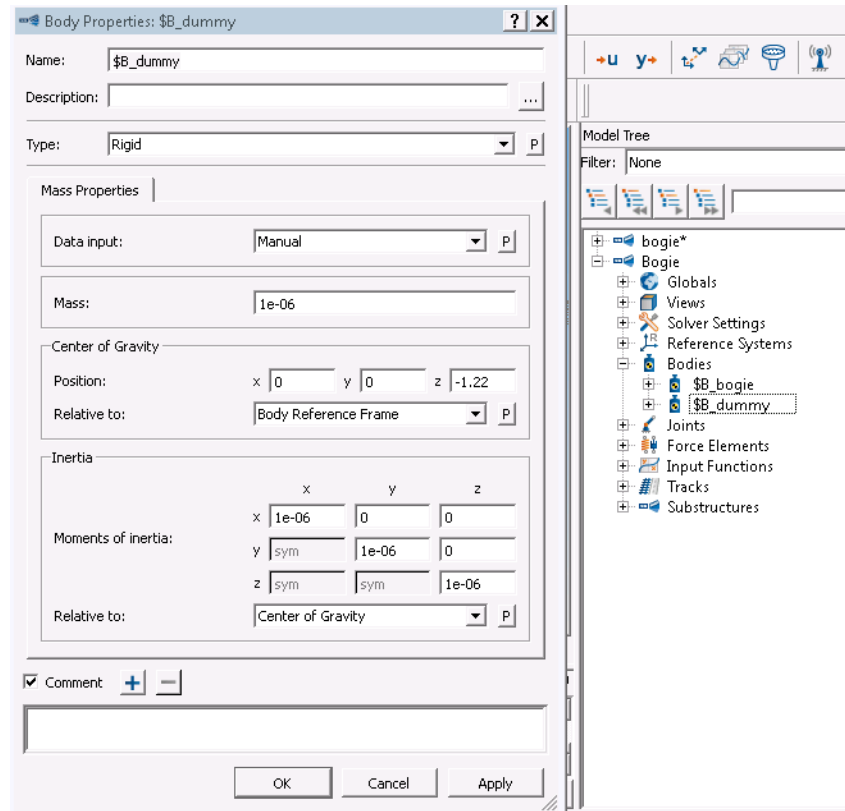 Body Properties: $B_dummy
? X
Name: $B_dummy
Description: ...
Type: Rigid P
Mass Properties
Data input: Manual P
Mass: 1e-06
Center of Gravity
Position: x 0 y 0 z -1.22
Relative to: Body Reference Frame P
Inertia
x y z
x 1e-06 0 0
Moments of inertia:
y sym 1e-06 0
z sym sym 1e-06
Relative to: Center of Gravity P
Comment
OK Cancel Apply
u y
Model Tree
Filter: None
bogie*
Bogie
Globals
Views
Solver Settings
Reference Systems
Bodies
$B_bogie
$B_dummy
Joints
Force Elements
Input Functions
Tracks
Substructures